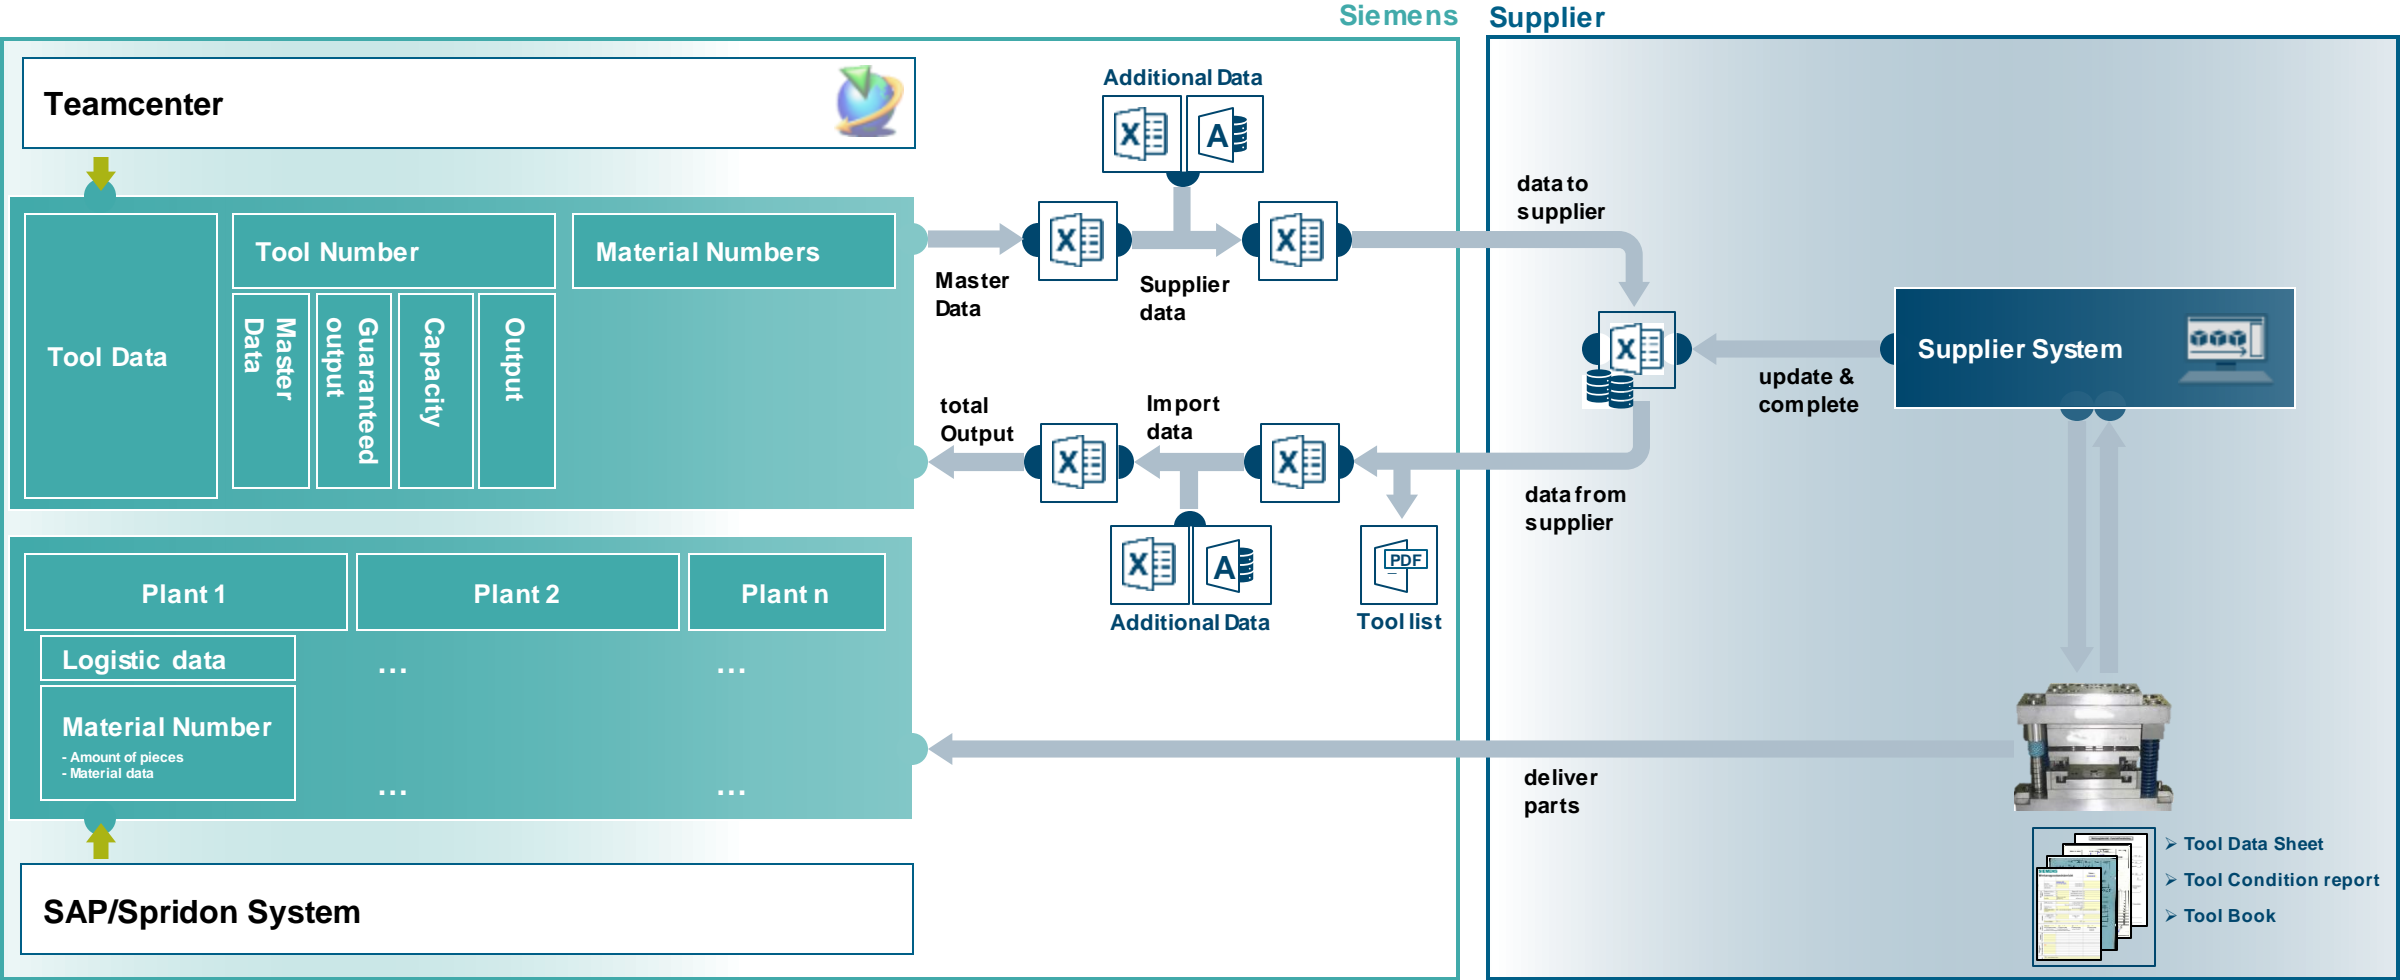 Siemens
Supplier
Teamcenter
Additional Data
X
A
Tool Data
Tool Number
Material Numbers
Master
Data
Guaranteed
output
Capacity
Output
Master
Data
X
Supplier
data
X
data to
supplier
X
update &
complete
Supplier System
total
Output
X
Import
data
X
data from
supplier
X
A
Additional Data
PDF
Tool list
Plant 1
Plant 2
Plant n
Logistic data
...
...
Material Number
- Amount of pieces
- Material data
...
...
deliver
parts
SAP/Spridon System
SIEMENS
Tool Data Sheet
Tool Condition report
Tool Book